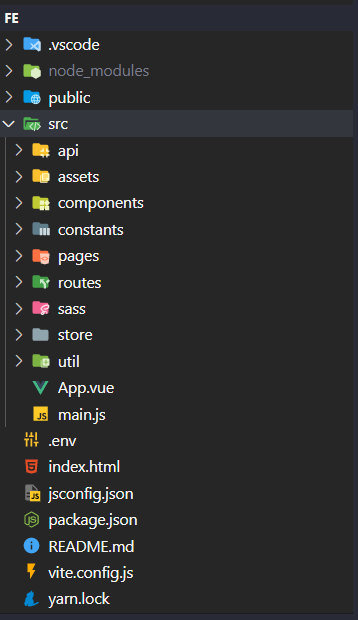 FE
.vscode
node_modules
public
src
api
assets
components
constants
pages
routes
sass
store
util
App.vue
main.js
.env
index.html
jsconfig.json
package.json
README.md
vite.config.js
yarn.lock